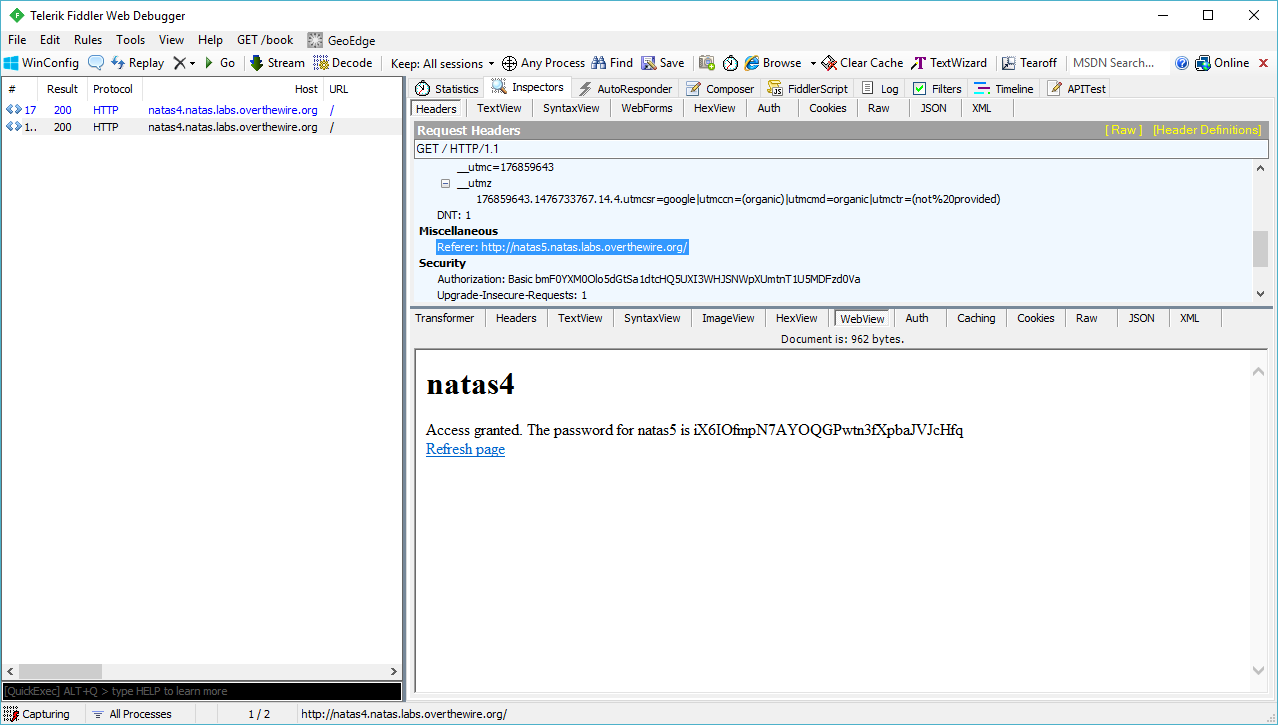 Telerik Fiddler Web Debugger
File Edit Rules Tools View Help GET /book GeoEdge
WinConfig Replay Go Stream Decode Keep: All sessions Any Process Find Save Browse Clear Cache TextWizard Tearoff MSDN Search... Online
# Result Protocol Host URL
17 200 HTTP natas4.natas.labs.overthewire.org /
1.. 200 HTTP natas4.natas.labs.overthewire.org /
Statistics Inspectors AutoResponder Composer FiddlerScript Log Filters Timeline APITest
Headers TextView SyntaxView WebForms HexView Auth Cookies Raw JSON XML
Request Headers [ Raw ] [Header Definitions]
GET / HTTP/1.1
__utmc=176859643
__utmz
176859643.1476733767.14.4.utmcsr=google|utmccn=(organic)|utmcmd=organic|utmctr=(not%20provided)
DNT: 1
Miscellaneous
Referer: http://natas5.natas.labs.overthewire.org/
Security
Authorization: Basic bmF0YXM0Olo5dGtSa1dtcHQ5UXI3WHJSNWpXUmtnT1U5MDFzd0Va
Upgrade-Insecure-Requests: 1
Transformer Headers TextView SyntaxView ImageView HexView WebView Auth Caching Cookies Raw JSON XML
Document is: 962 bytes.
natas4
Access granted. The password for natas5 is iX6IOfmpN7AYOQGPwtn3fXpbaJVJcHfq
Refresh page
[QuickExec] ALT+Q > type HELP to learn more
Capturing All Processes 1 / 2 http://natas4.natas.labs.overthewire.org/